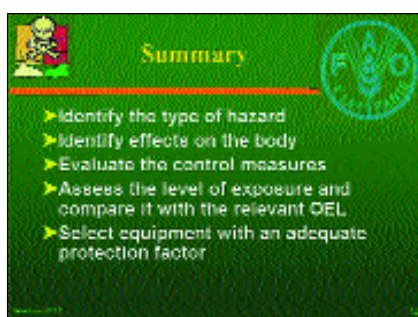 Summary
F A O
➤Identify the type of hazard
➤Identify effects on the body
➤Evaluate the control measures
➤Assess the level of exposure and
compare it with the relevant OEL
➤Select equipment with an adequate
protection factor